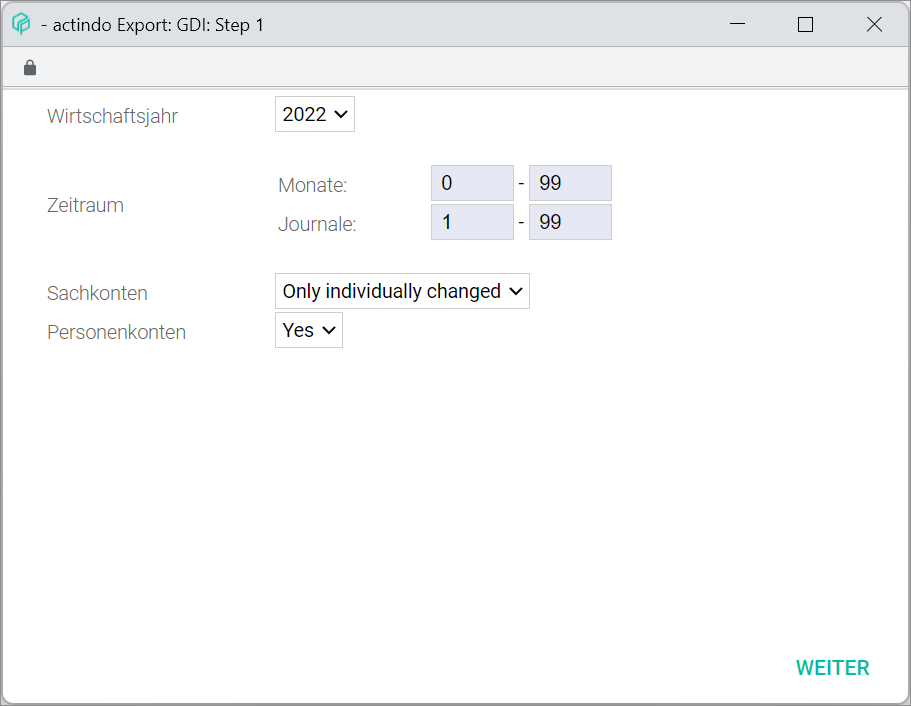 - actindo Export: GDI: Step 1
Wirtschaftsjahr 2022
Zeitraum
Monate: 0 - 99
Journale: 1 - 99
Sachkonten Only individually changed
Personenkonten Yes
WEITER